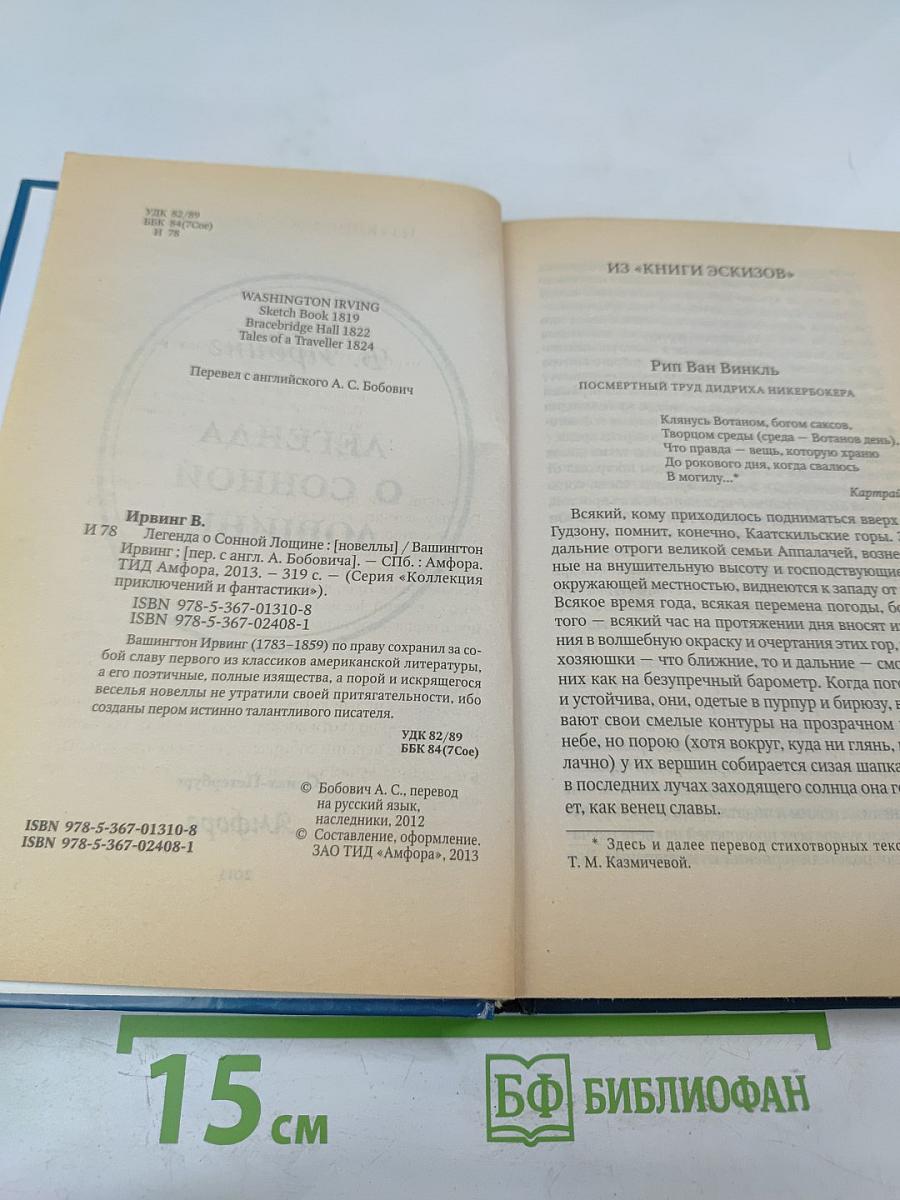 УДК 82/89
ББК 84(7Сое)
И 78
WASHINGTON IRVING
Sketch Book 1819
Bracebridge Hall 1822
Tales of a Traveller 1824
Перевел с английского А. С. Бобович
Ирвинг В.
И 78 Легенда о Сонной Лощине : [новеллы] / Вашингтон
Ирвинг ; [пер. с англ. А. Бобовича]. — СПб. : Амфора.
ТИД Амфора, 2013. — 319 с. — (Серия «Коллекция
приключений и фантастики»).
ISBN 978-5-367-01310-8
ISBN 978-5-367-02408-1
Вашингтон Ирвинг (1783–1859) по праву сохранил за со-
бой славу первого из классиков американской литературы,
а его поэтичные, полные изящества, а порой и искрящегося
веселья новеллы не утратили своей притягательности, ибо
созданы пером истинно талантливого писателя.
УДК 82/89
ББК 84(7Сое)
© Бобович А. С., перевод
на русский язык,
наследники, 2012
© Составление, оформление.
ЗАО ТИД «Амфора», 2013
ISBN 978-5-367-01310-8
ISBN 978-5-367-02408-1
ИЗ «КНИГИ ЭСКИЗОВ»
Рип Ван Винкль
ПОСМЕРТНЫЙ ТРУД ДИДРИХА НИКЕРБОКЕРА
Клянусь Вотаном, богом саксов,
Творцом среды (среда — Вотанов день),
Что правда — вещь, которую храню
До рокового дня, когда свалюсь
В могилу...*
Картрай
Всякий, кому приходилось подниматься вверх
Гудзону, помнит, конечно, Каатскильские горы.
дальние отроги великой семьи Аппалачей, возне
ные на внушительную высоту и господствующие
окружающей местностью, виднеются к западу от
Всякое время года, всякая перемена погоды, бо
того — всякий час на протяжении дня вносят и
ния в волшебную окраску и очертания этих гор,
хозяюшки — что ближние, то и дальние — смо
них как на безупречный барометр. Когда пого
и устойчива, они, одетые в пурпур и бирюзу, в
вают свои смелые контуры на прозрачном
небе, но порою (хотя вокруг, куда ни глянь,
лачно) у их вершин собирается сизая шапка
в последних лучах заходящего солнца она го
ет, как венец славы.
* Здесь и далее перевод стихотворных текс
Т. М. Казмичевой.
15 см
БФ БИБЛИОФАН